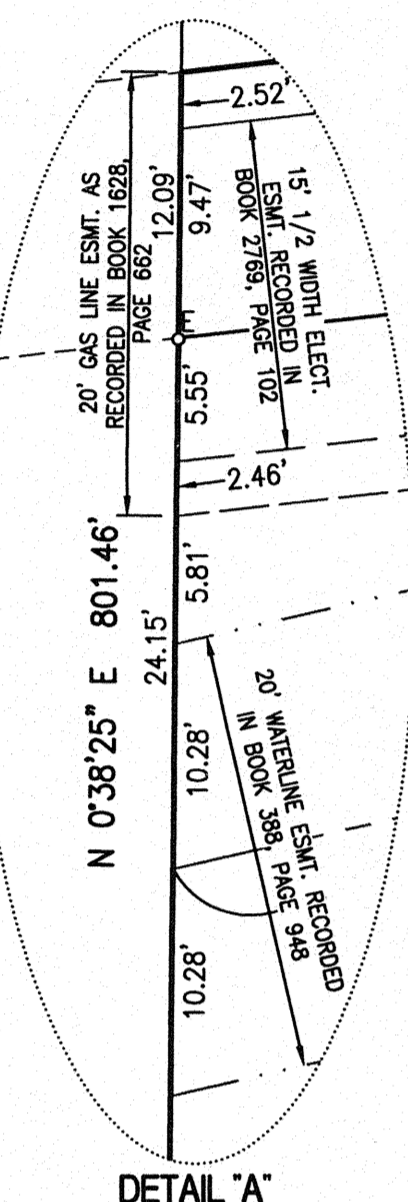 2.52'
20' GAS LINE ESMT. AS
RECORDED IN BOOK 1628,
PAGE 662
12.09'
9.47'
15' 1/2 WIDTH ELECT.
ESMT. RECORDED IN
BOOK 2769, PAGE 102
E
5.55'
2.46'
N 0°38'25" E 801.46'
24.15'
5.81'
10.28'
20' WATERLINE ESMT. RECORDED
IN BOOK 388, PAGE 948
10.28'
DETAIL "A"